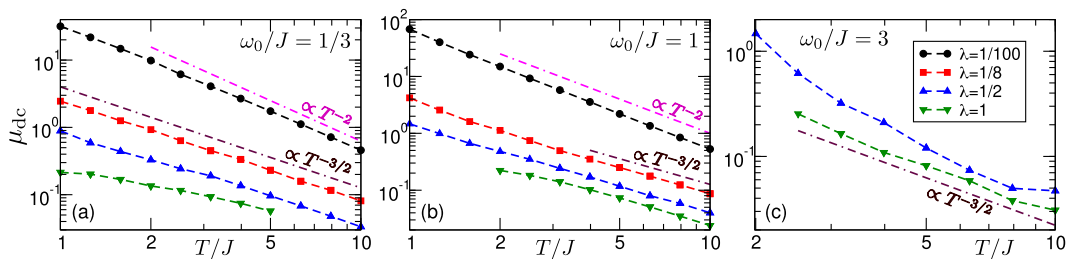 μ_dc
10¹
10⁰
10⁻¹
ω₀/J = 1/3
∝ T⁻²
∝ T⁻³/²
(a)
1 2 5 10
T/J
10²
10¹
10⁰
10⁻¹
ω₀/J = 1
∝ T⁻²
∝ T⁻³/²
(b)
1 2 5 10
T/J
10⁰
10⁻¹
ω₀/J = 3
λ=1/100
λ=1/8
λ=1/2
λ=1
∝ T⁻³/²
(c)
2 5 10
T/J